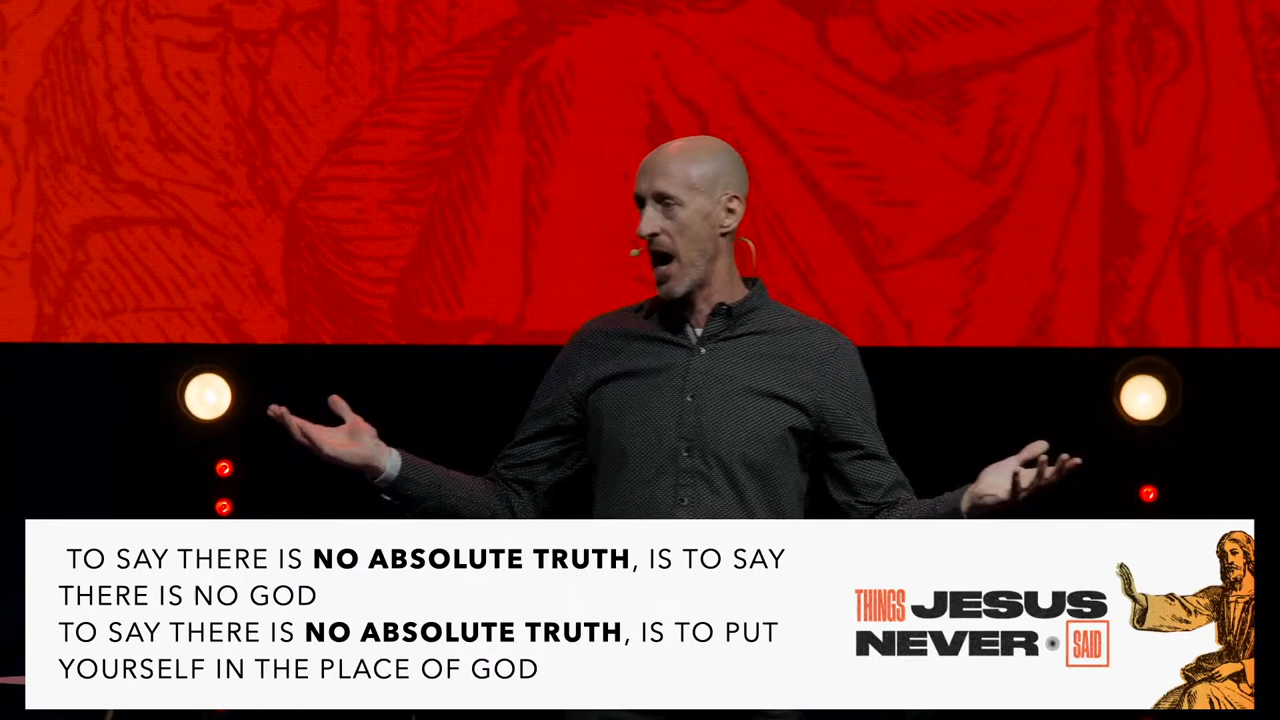 TO SAY THERE IS NO ABSOLUTE TRUTH, IS TO SAY
THERE IS NO GOD
TO SAY THERE IS NO ABSOLUTE TRUTH, IS TO PUT
YOURSELF IN THE PLACE OF GOD
THINGS JESUS
NEVER SAID